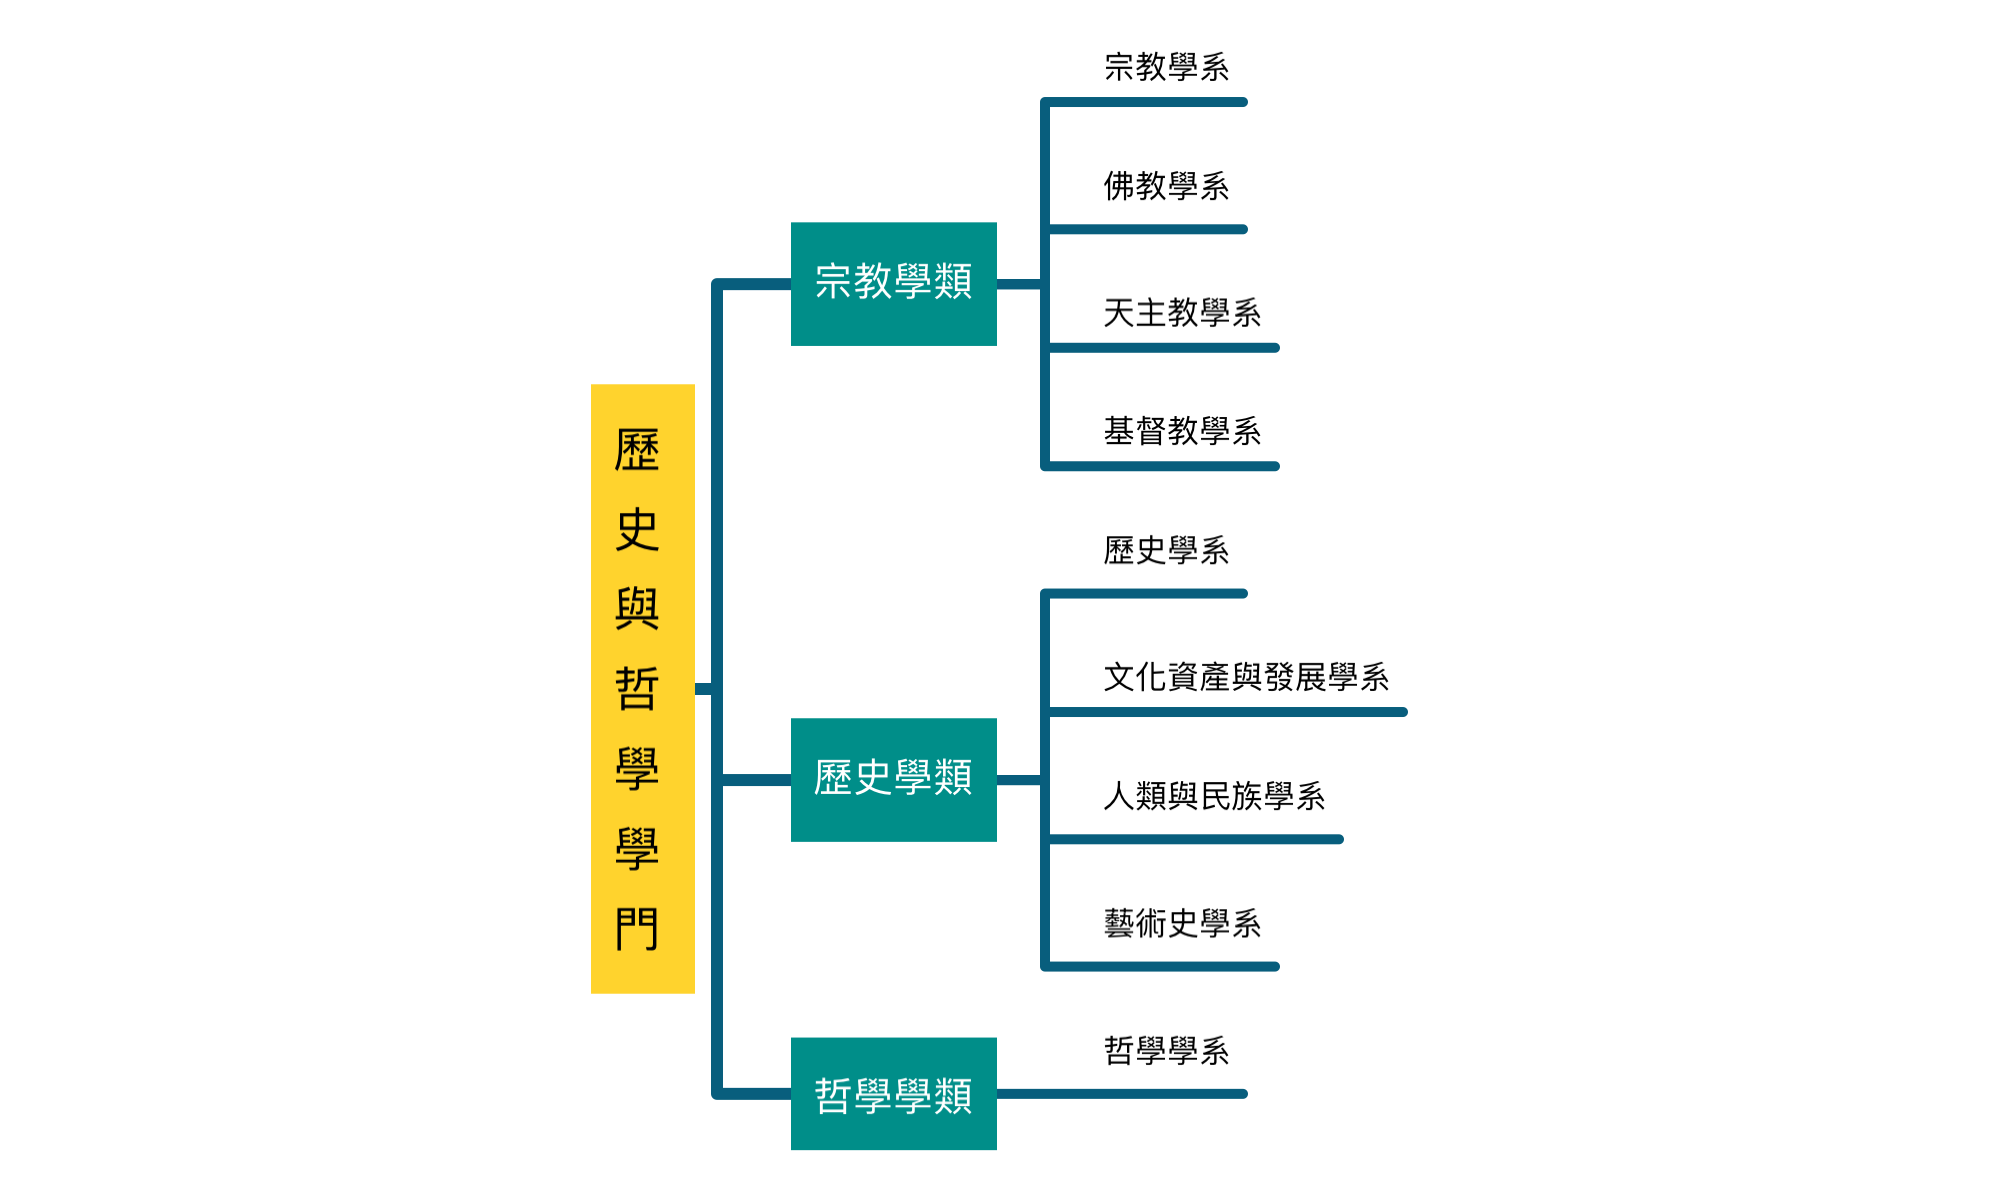 歷史與哲學學門
宗教學類
宗教學系
佛教學系
天主教學系
基督教學系
歷史學類
歷史學系
文化資產與發展學系
人類與民族學系
藝術史學系
哲學學類
哲學學系